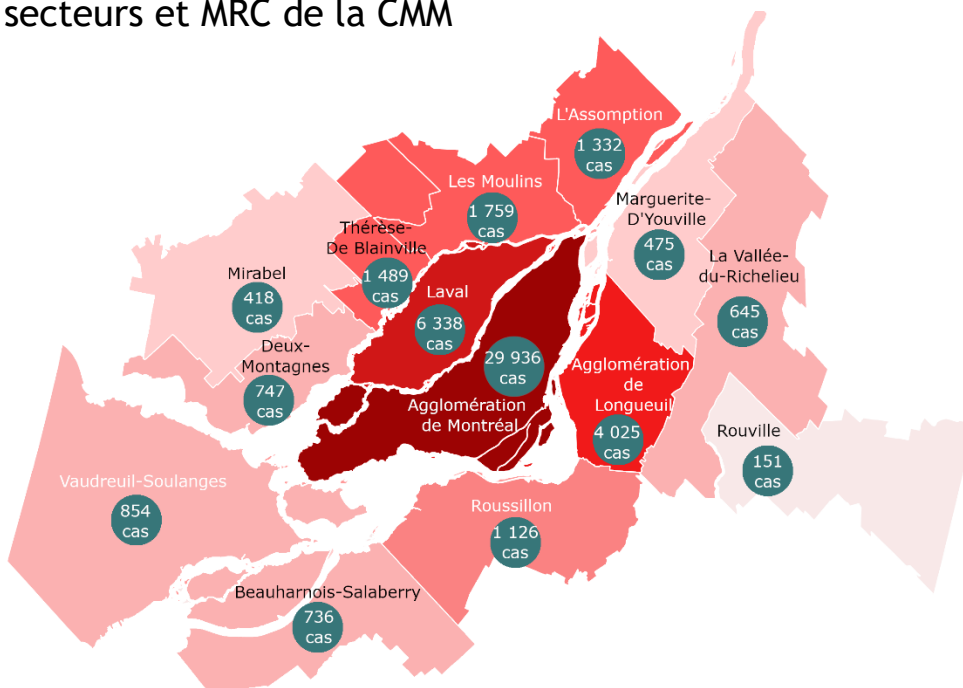 secteurs et MRC de la CMM
L'Assomption
1 332
cas
Les Moulins
1 759
cas
Marguerite-
D'Youville
475
cas
La Vallée-
du-Richelieu
645
cas
Thérèse-
De Blainville
1 489
cas
Mirabel
418
cas
Laval
6 338
cas
Deux-
Montagnes
747
cas
29 936
cas
Agglomération
de Montréal
Agglomération
de
Longueuil
4 025
cas
Rouville
151
cas
Vaudreuil-Soulanges
854
cas
Roussillon
1 126
cas
Beauharnois-Salaberry
736
cas